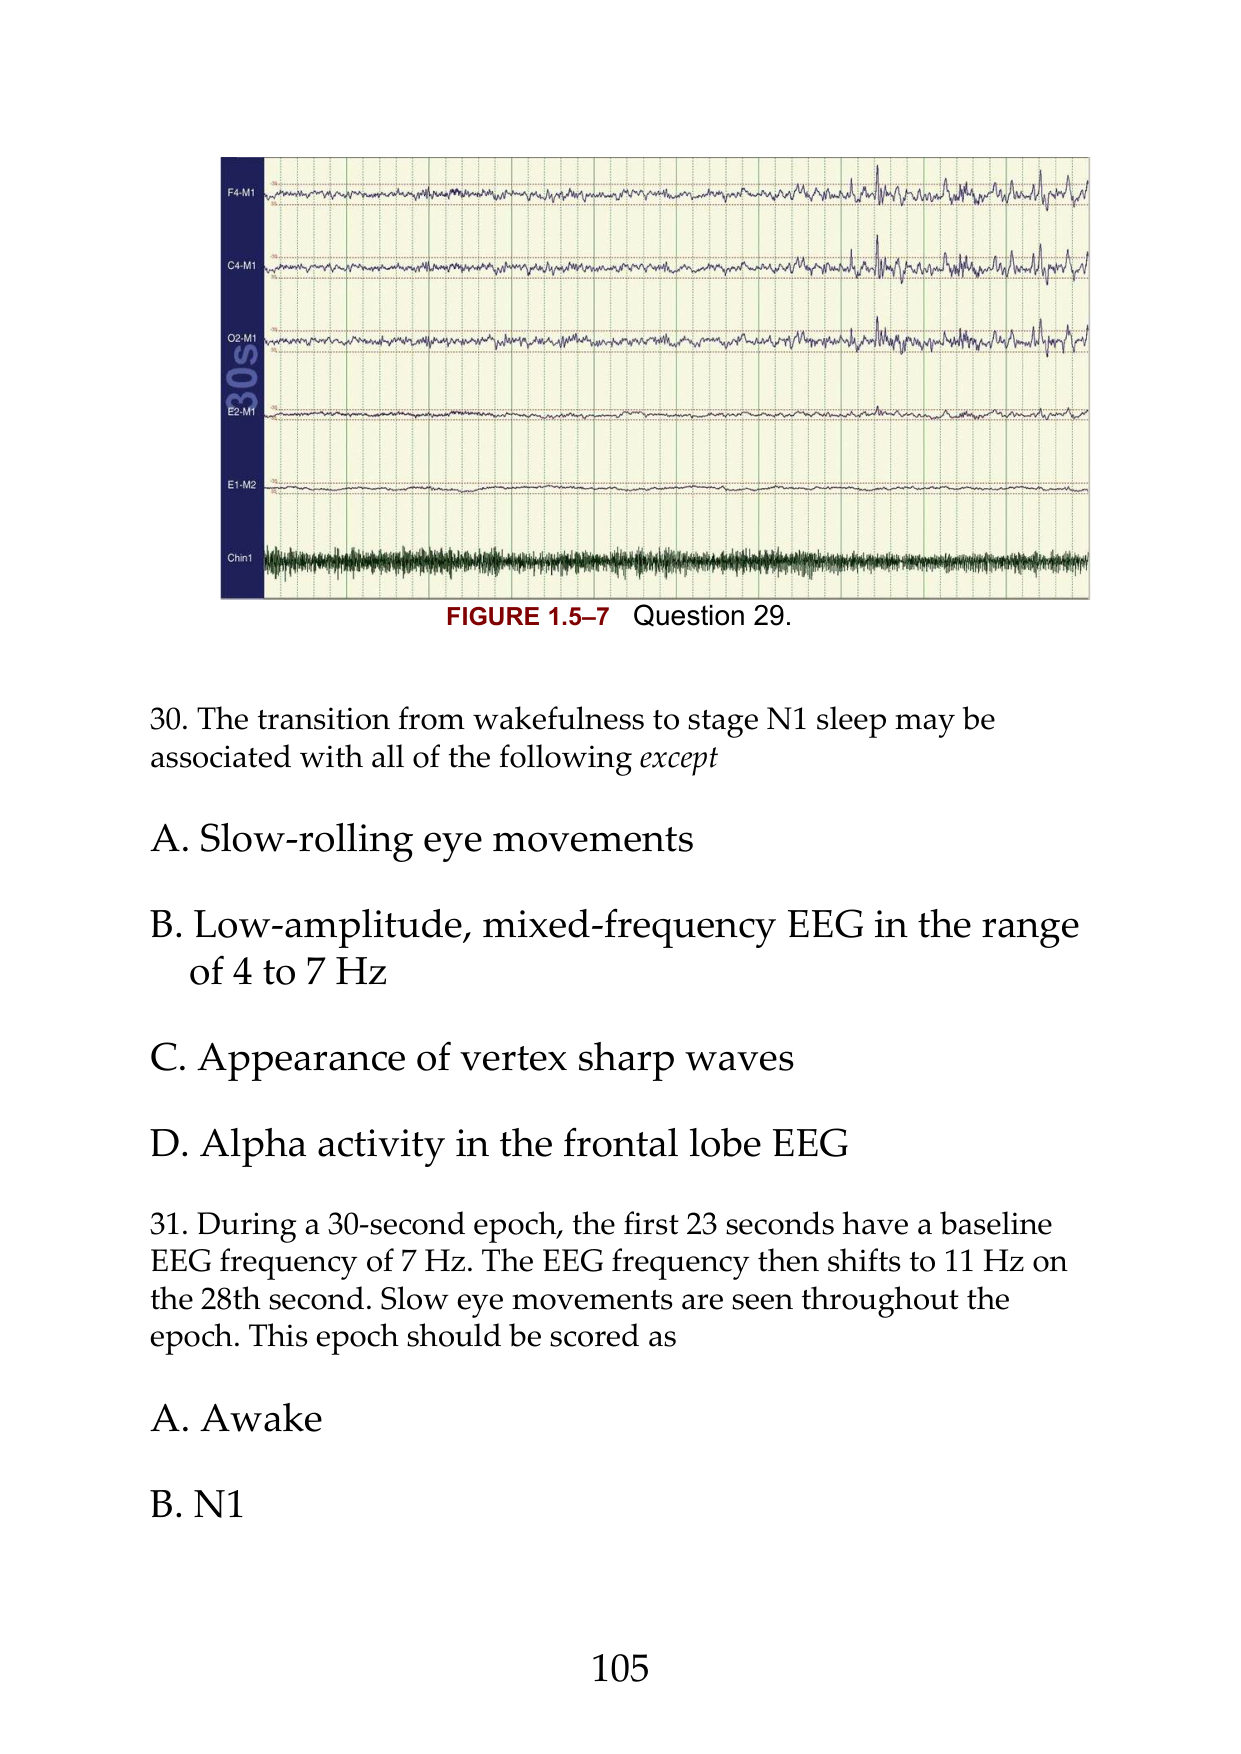 F4-M1
C4-M1
O2-M1
30s
E2-M1
E1-M2
Chin1
FIGURE 1.5–7 Question 29.
30. The transition from wakefulness to stage N1 sleep may be
associated with all of the following except
A. Slow-rolling eye movements
B. Low-amplitude, mixed-frequency EEG in the range
of 4 to 7 Hz
C. Appearance of vertex sharp waves
D. Alpha activity in the frontal lobe EEG
31. During a 30-second epoch, the first 23 seconds have a baseline
EEG frequency of 7 Hz. The EEG frequency then shifts to 11 Hz on
the 28th second. Slow eye movements are seen throughout the
epoch. This epoch should be scored as
A. Awake
B. N1
105